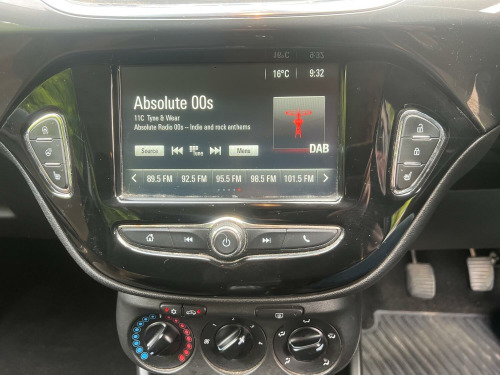 16°C 9:32
Absolute 00s
11C Tyne & Wear
Absolute Radio 00s – Indie and rock anthems
Source Tune Menu
DAB
89.5 FM 92.5 FM 95.5 FM 98.5 FM 101.5 FM